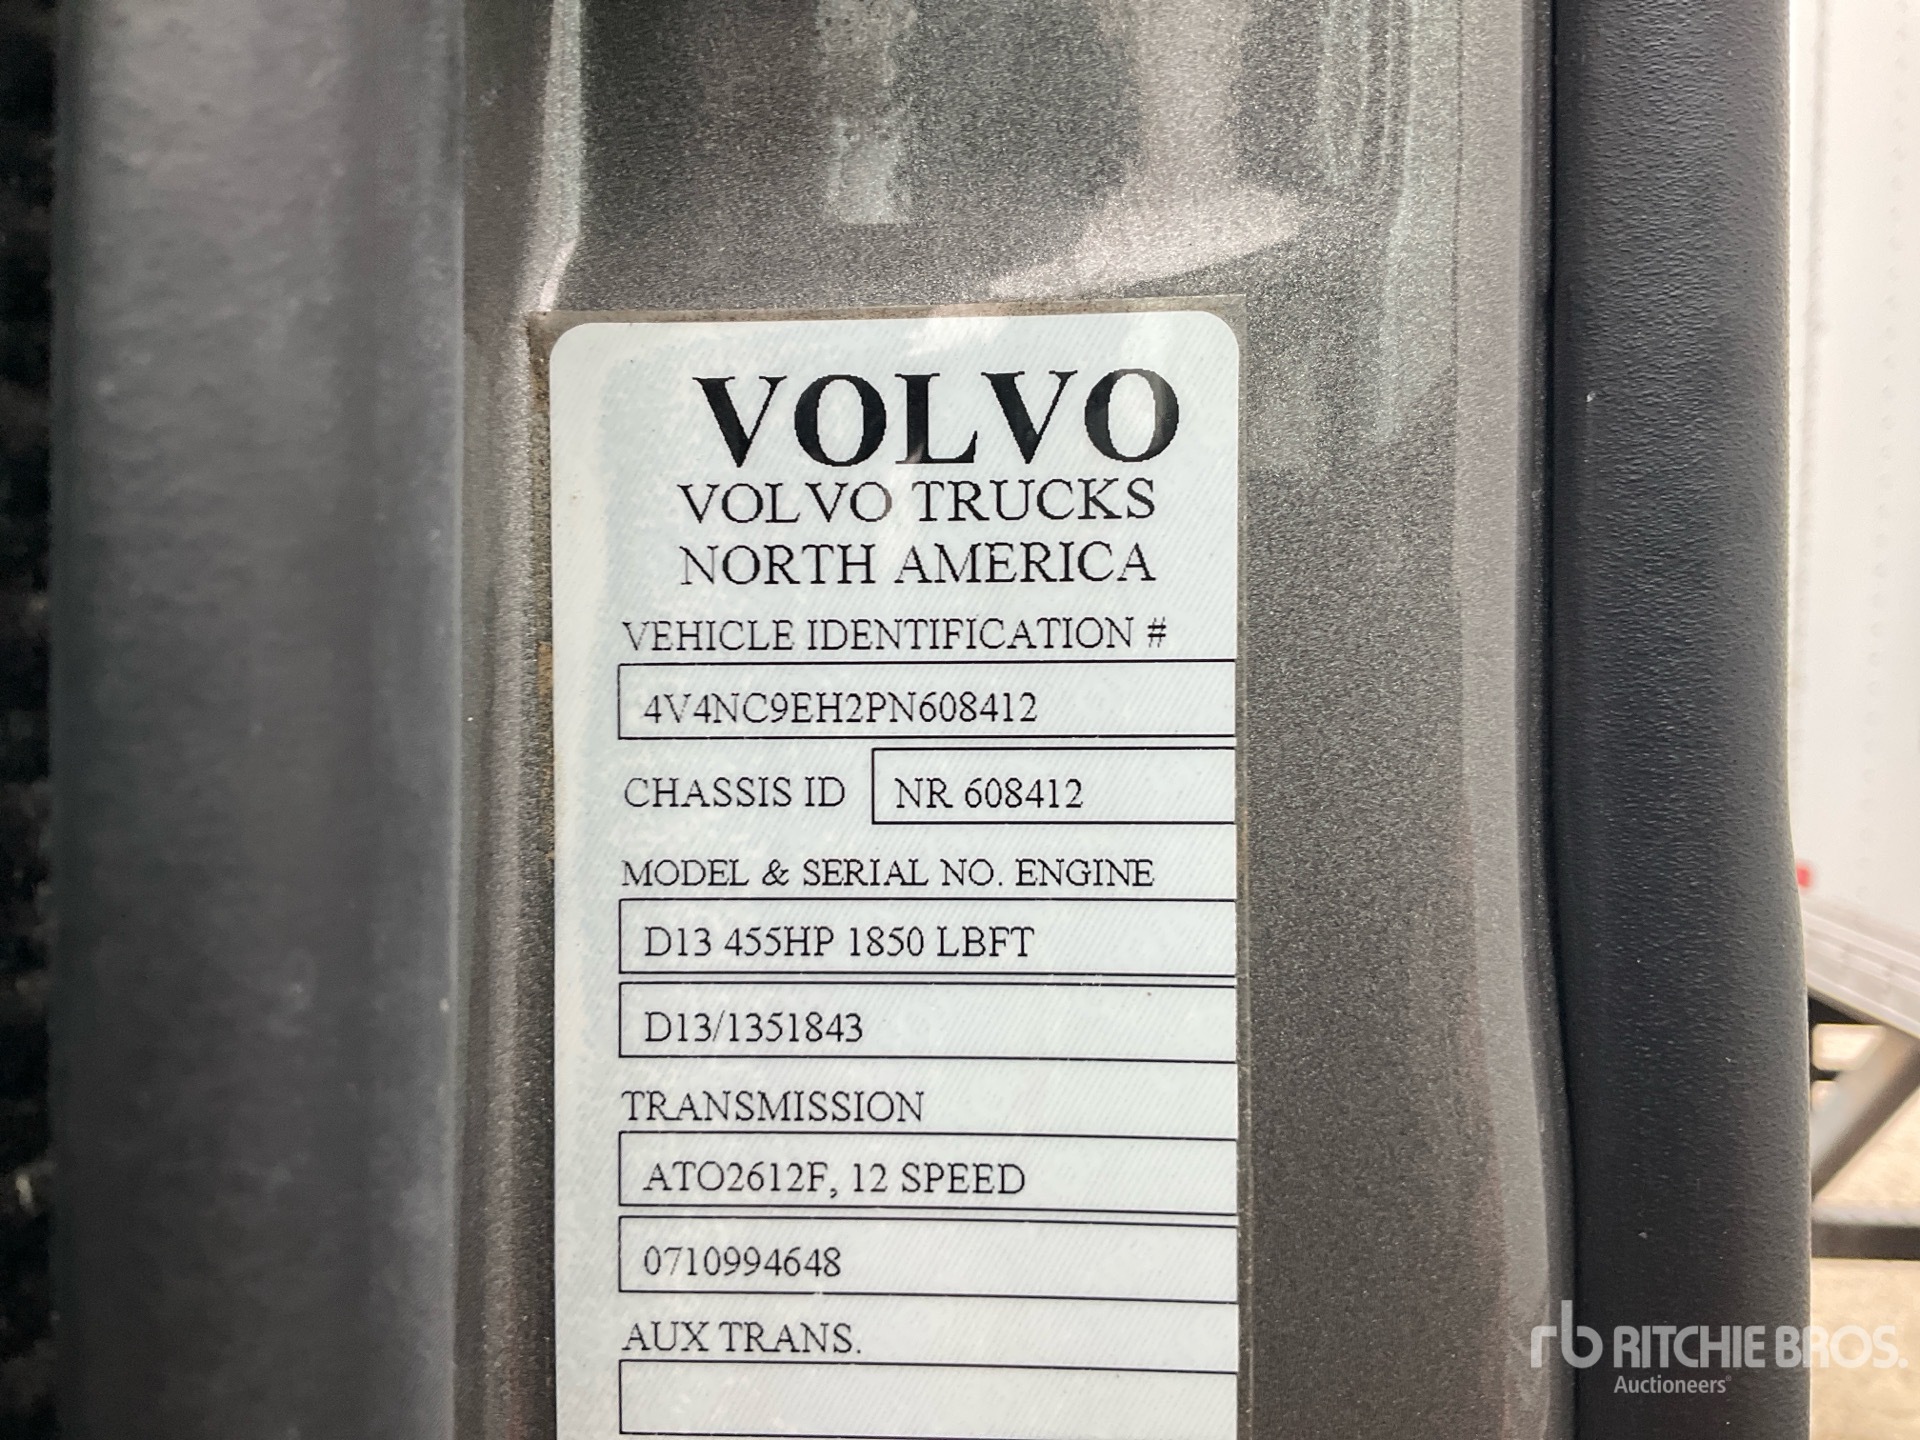 VOLVO
VOLVO TRUCKS
NORTH AMERICA
VEHICLE IDENTIFICATION #
4V4NC9EH2PN608412
CHASSIS ID NR 608412
MODEL & SERIAL NO. ENGINE
D13 455HP 1850 LBFT
D13/1351843
TRANSMISSION
ATO2612F, 12 SPEED
0710994648
AUX TRANS.
rb RITCHIE BROS.
Auctioneers